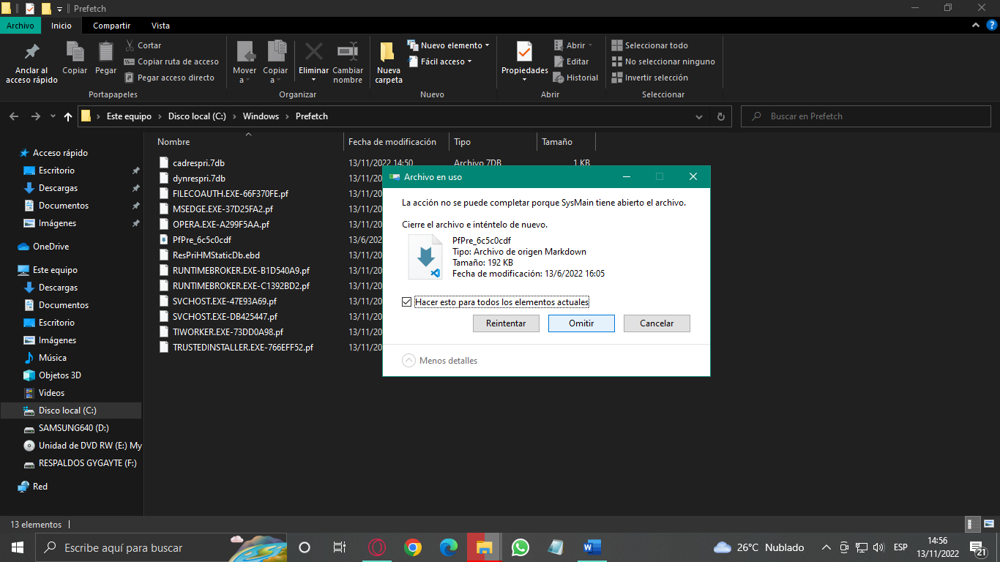 Prefetch
Archivo
Inicio
Compartir
Vista
Anclar al
acceso rápido
Copiar
Pegar
Cortar
Copiar ruta de acceso
Pegar acceso directo
Portapapeles
Mover
a
Copiar
a
Eliminar
Cambiar
nombre
Organizar
Nueva
carpeta
Nuevo elemento
Fácil acceso
Nuevo
Propiedades
Abrir
Editar
Historial
Abrir
Seleccionar todo
No seleccionar ninguno
Invertir selección
Seleccionar
Este equipo > Disco local (C:) > Windows > Prefetch
Buscar en Prefetch
Acceso rápido
Escritorio
Descargas
Documentos
Imágenes
OneDrive
Este equipo
Descargas
Documentos
Escritorio
Imágenes
Música
Objetos 3D
Videos
Disco local (C:)
SAMSUNG640 (D:)
Unidad de DVD RW (E:) My
RESPALDOS GYGAYTE (F:)
Red
Nombre Fecha de modificación Tipo Tamaño
cadrespri.7db 13/11/2022 14:50 Archivo 7DB 1 KB
dynrespri.7db 13/11/20
FILECOAUTH.EXE-66F370FE.pf 13/11/20
MSEDGE.EXE-37D25FA2.pf 13/11/20
OPERA.EXE-A299F5AA.pf 13/11/20
PfPre_6c5c0cdf 13/6/202
ResPriHMStaticDb.ebd 13/11/20
RUNTIMEBROKER.EXE-B1D540A9.pf 13/11/20
RUNTIMEBROKER.EXE-C1392BD2.pf 13/11/20
SVCHOST.EXE-47E93A69.pf 13/11/20
SVCHOST.EXE-DB425447.pf 13/11/20
TIWORKER.EXE-73DD0A98.pf 13/11/20
TRUSTEDINSTALLER.EXE-766EFF52.pf 13/11/20
Archivo en uso
La acción no se puede completar porque SysMain tiene abierto el archivo.
Cierre el archivo e inténtelo de nuevo.
PfPre_6c5c0cdf
Tipo: Archivo de origen Markdown
Tamaño: 192 KB
Fecha de modificación: 13/6/2022 16:05
Hacer esto para todos los elementos actuales
Reintentar
Omitir
Cancelar
Menos detalles
13 elementos
Escribe aquí para buscar
26°C Nublado
ESP
14:56
13/11/2022
21